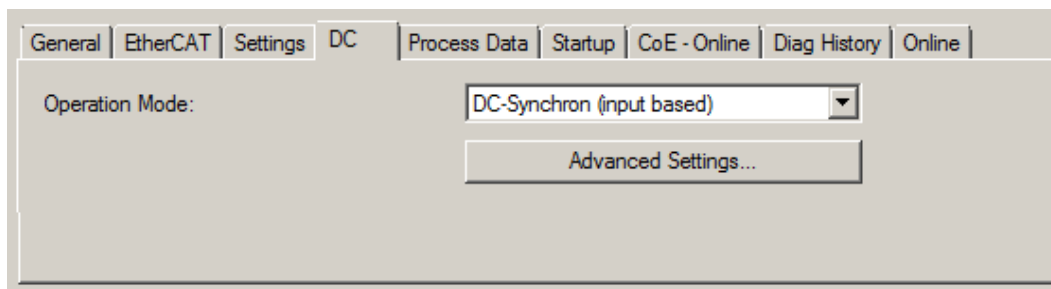 General EtherCAT Settings DC Process Data Startup CoE - Online Diag History Online
Operation Mode: DC-Synchron (input based)
Advanced Settings...